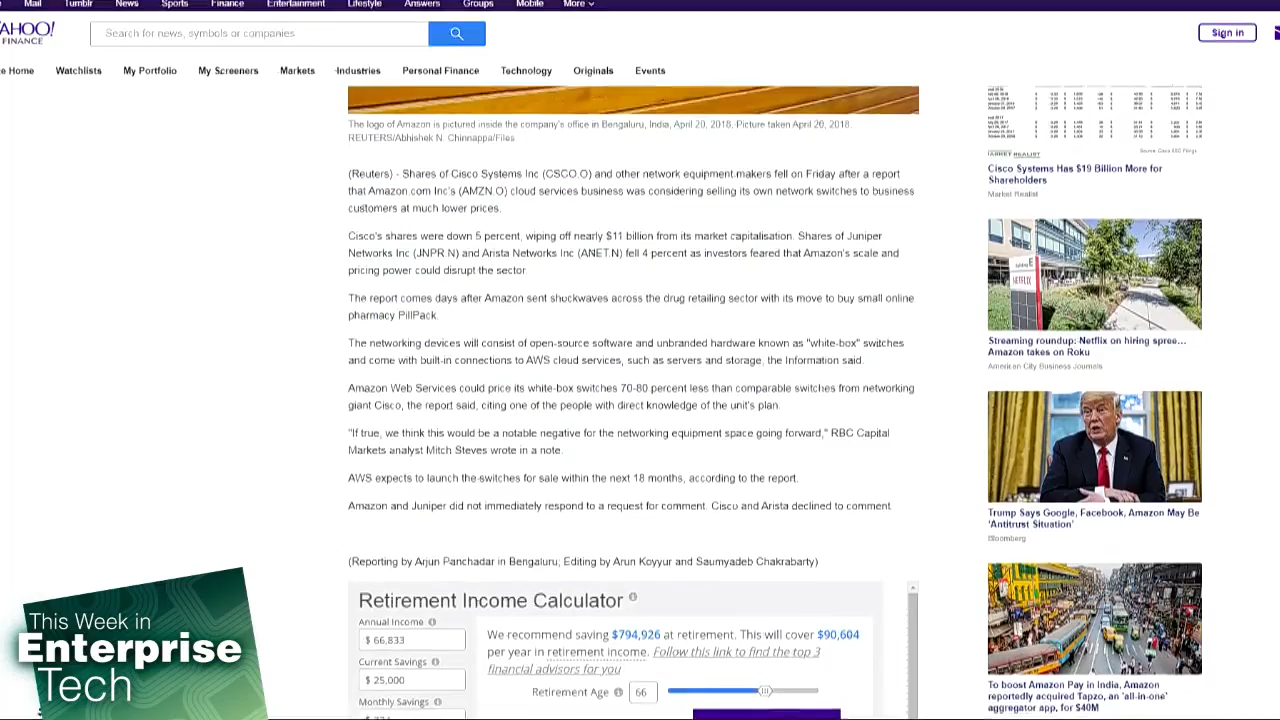 Mail Tumblr News Sports Finance Entertainment Lifestyle Answers Groups Mobile More
AHOO!
FINANCE
Search for news, symbols or companies
Sign in
e Home Watchlists My Portfolio My Screeners Markets Industries Personal Finance Technology Originals Events
The logo of Amazon is pictured inside the company's office in Bengaluru, India, April 20, 2018. Picture taken April 20, 2018.
REUTERS/Abhishek N. Chinnappa/Files
(Reuters) - Shares of Cisco Systems Inc (CSCO.O) and other network equipment makers fell on Friday after a report
that Amazon.com Inc's (AMZN.O) cloud services business was considering selling its own network switches to business
customers at much lower prices.
Cisco's shares were down 5 percent, wiping off nearly $11 billion from its market capitalisation. Shares of Juniper
Networks Inc (JNPR.N) and Arista Networks Inc (ANET.N) fell 4 percent as investors feared that Amazon's scale and
pricing power could disrupt the sector.
The report comes days after Amazon sent shockwaves across the drug retailing sector with its move to buy small online
pharmacy PillPack.
The networking devices will consist of open-source software and unbranded hardware known as "white-box" switches
and come with built-in connections to AWS cloud services, such as servers and storage, the Information said.
Amazon Web Services could price its white-box switches 70-80 percent less than comparable switches from networking
giant Cisco, the report said, citing one of the people with direct knowledge of the unit's plan.
"If true, we think this would be a notable negative for the networking equipment space going forward," RBC Capital
Markets analyst Mitch Steves wrote in a note.
AWS expects to launch the switches for sale within the next 18 months, according to the report.
Amazon and Juniper did not immediately respond to a request for comment. Cisco and Arista declined to comment.
(Reporting by Arjun Panchadar in Bengaluru; Editing by Arun Koyyur and Saumyadeb Chakrabarty)
Retirement Income Calculator
Annual Income
$ 66,833
Current Savings
$ 25,000
Monthly Savings
We recommend saving $794,926 at retirement. This will cover $90,604
per year in retirement income. Follow this link to find the top 3
financial advisors for you
Retirement Age 66
MARKET REALIST
Source: Cisco SEC Filings
Cisco Systems Has $19 Billion More for
Shareholders
Market Realist
NETFLIX
Streaming roundup: Netflix on hiring spree…
Amazon takes on Roku
American City Business Journals
Trump Says Google, Facebook, Amazon May Be
'Antitrust Situation'
Bloomberg
To boost Amazon Pay in India, Amazon
reportedly acquired Tapzo, an 'all-in-one'
aggregator app, for $40M
This Week in
Enterprise
Tech